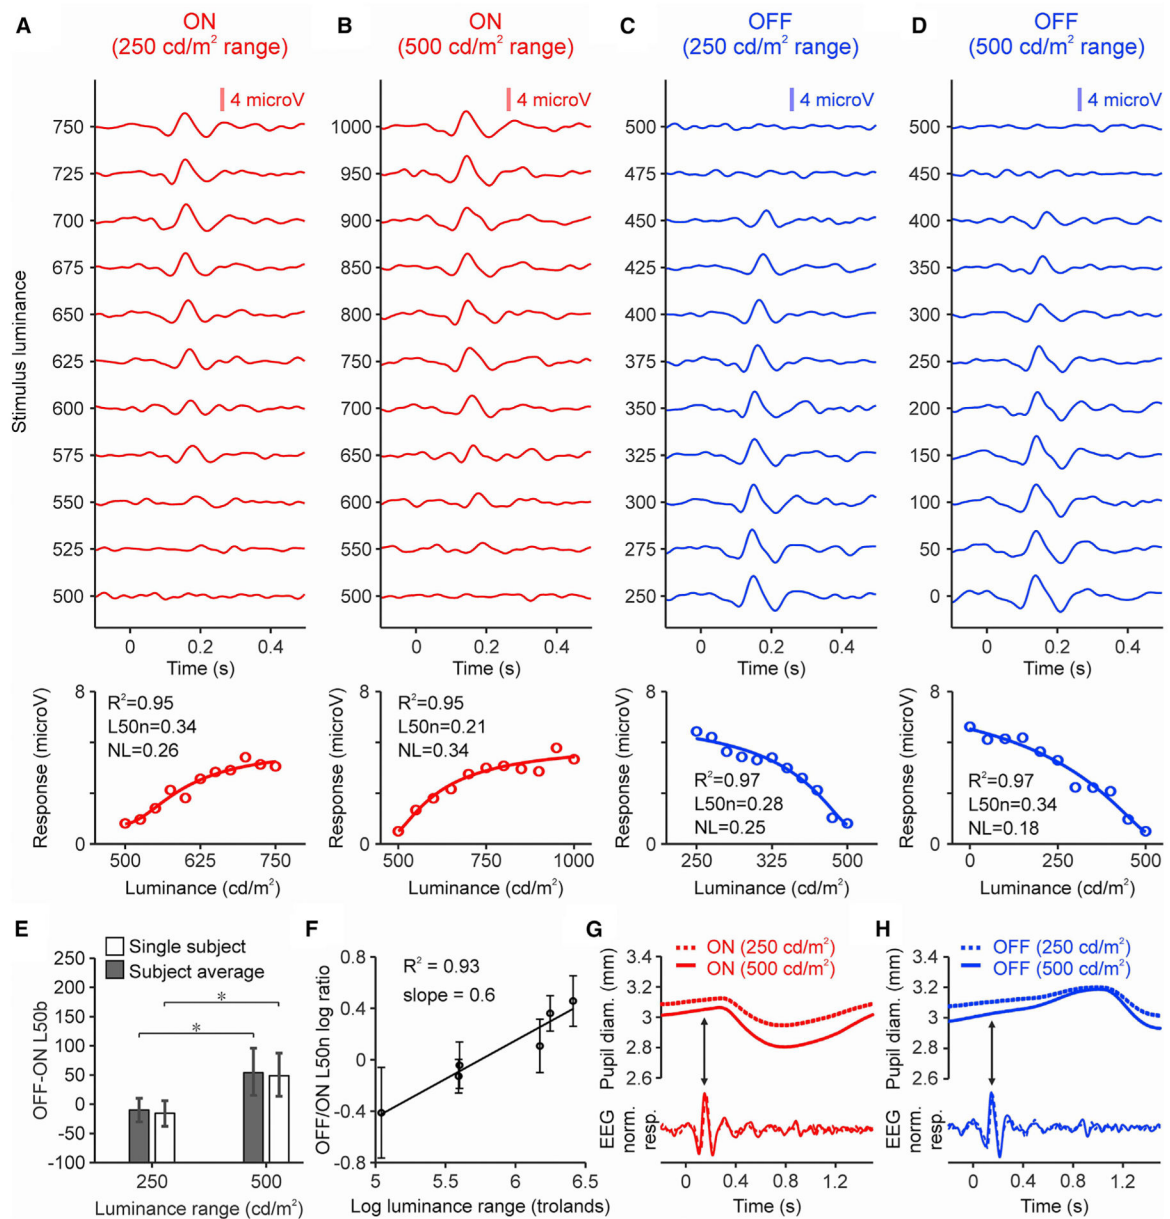 A
ON
(250 cd/m² range)
4 microV
Stimulus luminance
750
725
700
675
650
625
600
575
550
525
500
0 0.2 0.4
Time (s)
B
ON
(500 cd/m² range)
4 microV
1000
950
900
850
800
750
700
650
600
550
500
0 0.2 0.4
Time (s)
C
OFF
(250 cd/m² range)
4 microV
500
475
450
425
400
375
350
325
300
275
250
0 0.2 0.4
Time (s)
D
OFF
(500 cd/m² range)
4 microV
500
450
400
350
300
250
200
150
100
50
0
0 0.2 0.4
Time (s)
Response (microV)
8
0
R²=0.95
L50n=0.34
NL=0.26
500 625 750
Luminance (cd/m²)
Response (microV)
8
0
R²=0.95
L50n=0.21
NL=0.34
500 750 1000
Luminance (cd/m²)
Response (microV)
8
0
R²=0.97
L50n=0.28
NL=0.25
250 325 500
Luminance (cd/m²)
Response (microV)
8
0
R²=0.97
L50n=0.34
NL=0.18
0 250 500
Luminance (cd/m²)
E
OFF-ON L50b
250
200
150
100
50
0
-50
-100
Single subject
Subject average
*
*
250 500
Luminance range (cd/m²)
F
OFF/ON L50n log ratio
0.8
0.4
0
-0.4
-0.8
R² = 0.93
slope = 0.6
5 5.5 6 6.5
Log luminance range (trolands)
G
ON (250 cd/m²)
ON (500 cd/m²)
Pupil diam. (mm)
3.4
3.2
3
2.8
2.6
EEG
norm.
resp.
0 0.4 0.8 1.2
Time (s)
H
OFF (250 cd/m²)
OFF (500 cd/m²)
Pupil diam. (mm)
3.4
3.2
3
2.8
2.6
EEG
norm.
resp.
0 0.4 0.8 1.2
Time (s)